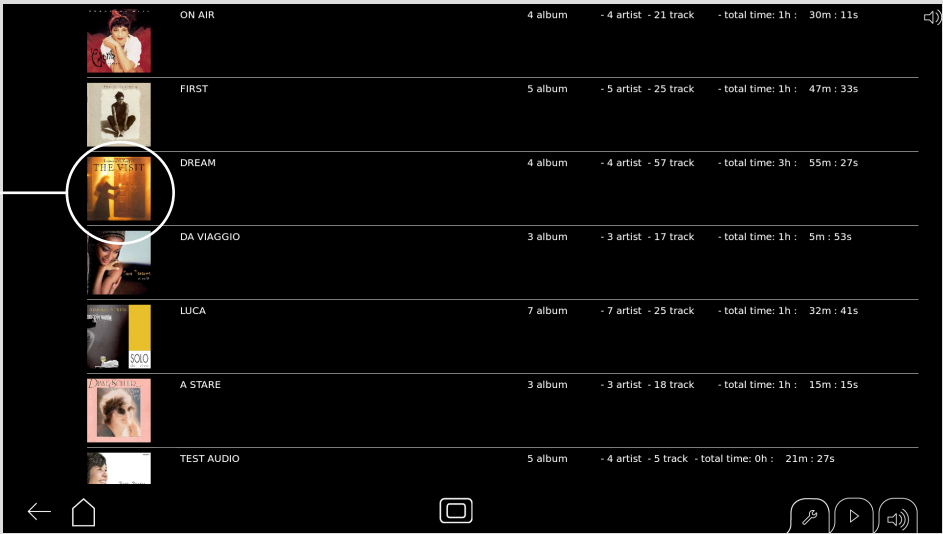 ON AIR 4 album - 4 artist - 21 track - total time: 1h : 30m : 11s
FIRST 5 album - 5 artist - 25 track - total time: 1h : 47m : 33s
THE VISIT
DREAM 4 album - 4 artist - 57 track - total time: 3h : 55m : 27s
DA VIAGGIO 3 album - 3 artist - 17 track - total time: 1h : 5m : 53s
LUCA 7 album - 7 artist - 25 track - total time: 1h : 32m : 41s
SOLO
A STARE 3 album - 3 artist - 18 track - total time: 1h : 15m : 15s
TEST AUDIO 5 album - 4 artist - 5 track - total time: 0h : 21m : 27s